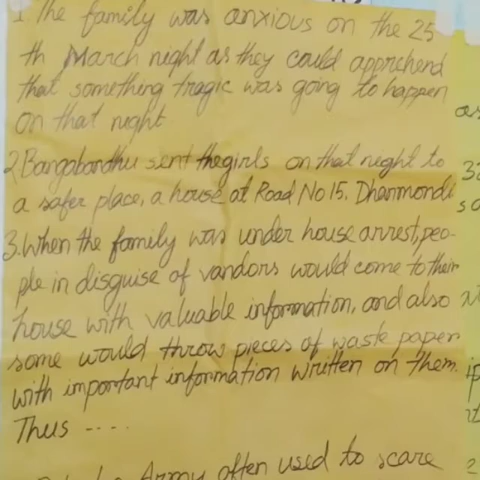 1 The family was anxious on the 25
th March night as they could apprehend
that something tragic was going to happen
on that night
2 Bangabondhu sent the girls on that night to
a safer place, a house at Road No 15. Dhanmondi
3. When the family was under house arrest, peo-
ple in disguise of vandors would come to their
house with valuable information, and also
some would throw pieces of waste paper
with important information written on them.
Thus ----
Army often used to scare